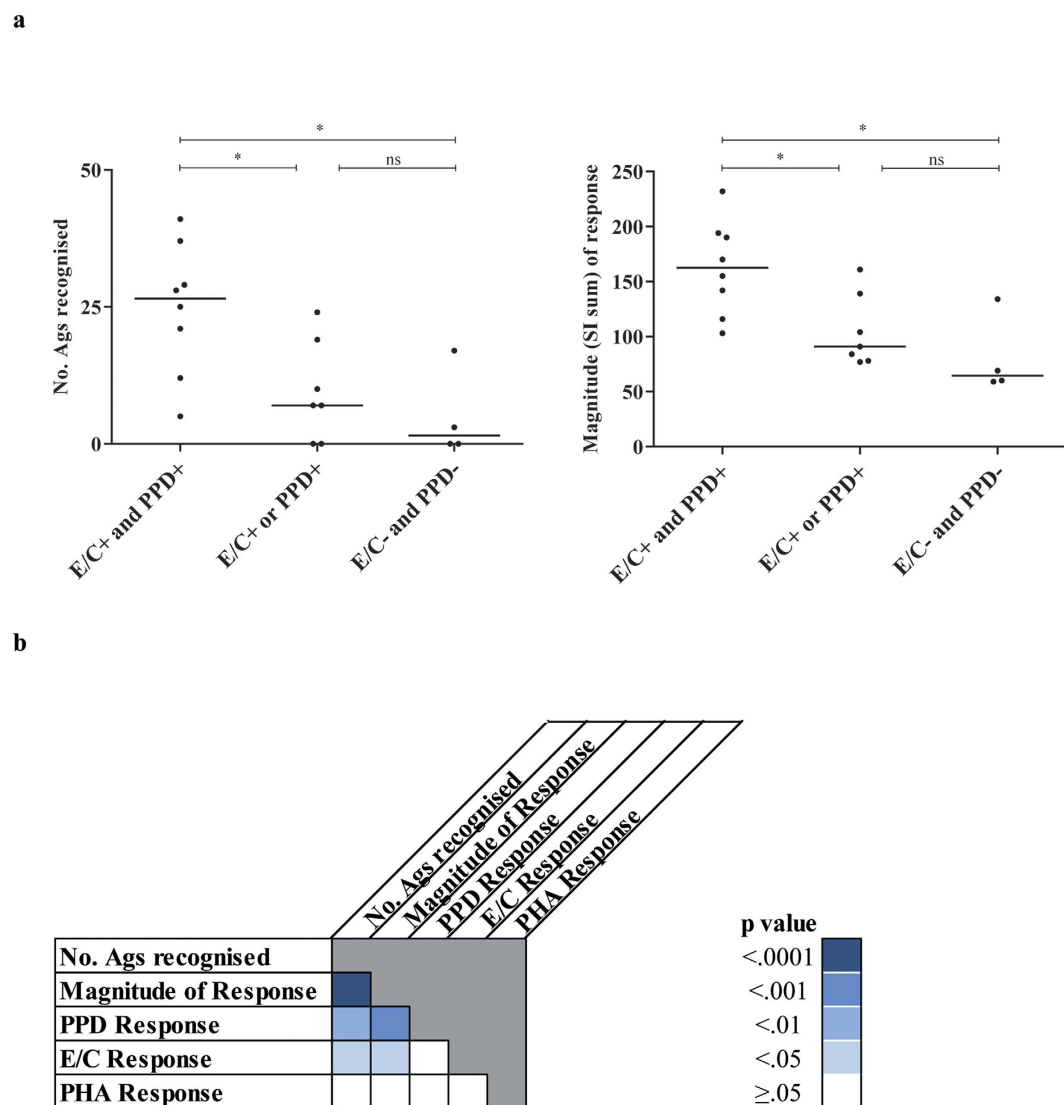 a
*
*
ns
50
25
0
No. Ags recognised
E/C+ and PPD+
E/C+ or PPD+
E/C- and PPD-
*
*
ns
250
200
150
100
50
0
Magnitude (SI sum) of response
E/C+ and PPD+
E/C+ or PPD+
E/C- and PPD-
b
No. Ags recognised
Magnitude of Response
PPD Response
E/C Response
PHA Response
No. Ags recognised
Magnitude of Response
PPD Response
E/C Response
PHA Response
p value
<.0001
<.001
<.01
<.05
≥.05